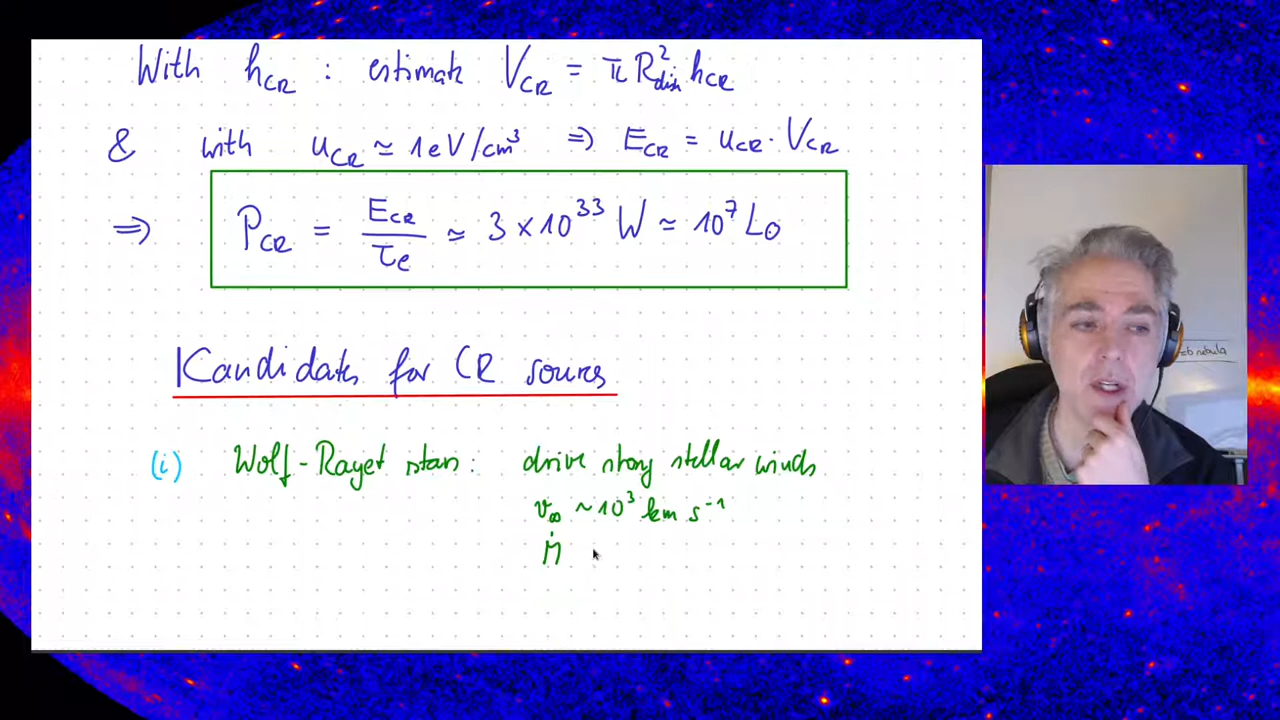 With h_CR : estimate V_CR = π R²_disk h_CR
& with u_CR ≃ 1 eV/cm³ ⇒ E_CR = u_CR · V_CR
⇒ P_CR = E_CR / τ_e ≃ 3 × 10³³ W ≃ 10⁷ L⊙
Candidates for CR sources
(i) Wolf-Rayet stars: drive strong stellar winds
v_∞ ~ 10³ km s⁻¹
Ṁ
b nebula